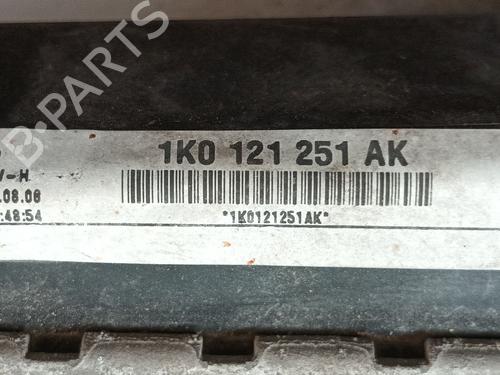 B-PARTS
1K0 121 251 AK
V-H
.08.06
:48:54
*1K0121251AK*